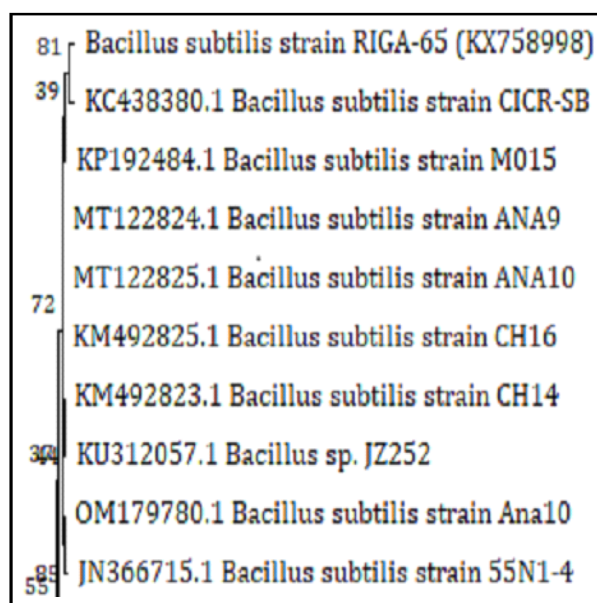 81 Bacillus subtilis strain RIGA-65 (KX758998)
39 KC438380.1 Bacillus subtilis strain CICR-SB
KP192484.1 Bacillus subtilis strain M015
MT122824.1 Bacillus subtilis strain ANA9
MT122825.1 Bacillus subtilis strain ANA10
72
KM492825.1 Bacillus subtilis strain CH16
KM492823.1 Bacillus subtilis strain CH14
KU312057.1 Bacillus sp. JZ252
OM179780.1 Bacillus subtilis strain Ana10
JN366715.1 Bacillus subtilis strain 55N1-4
55